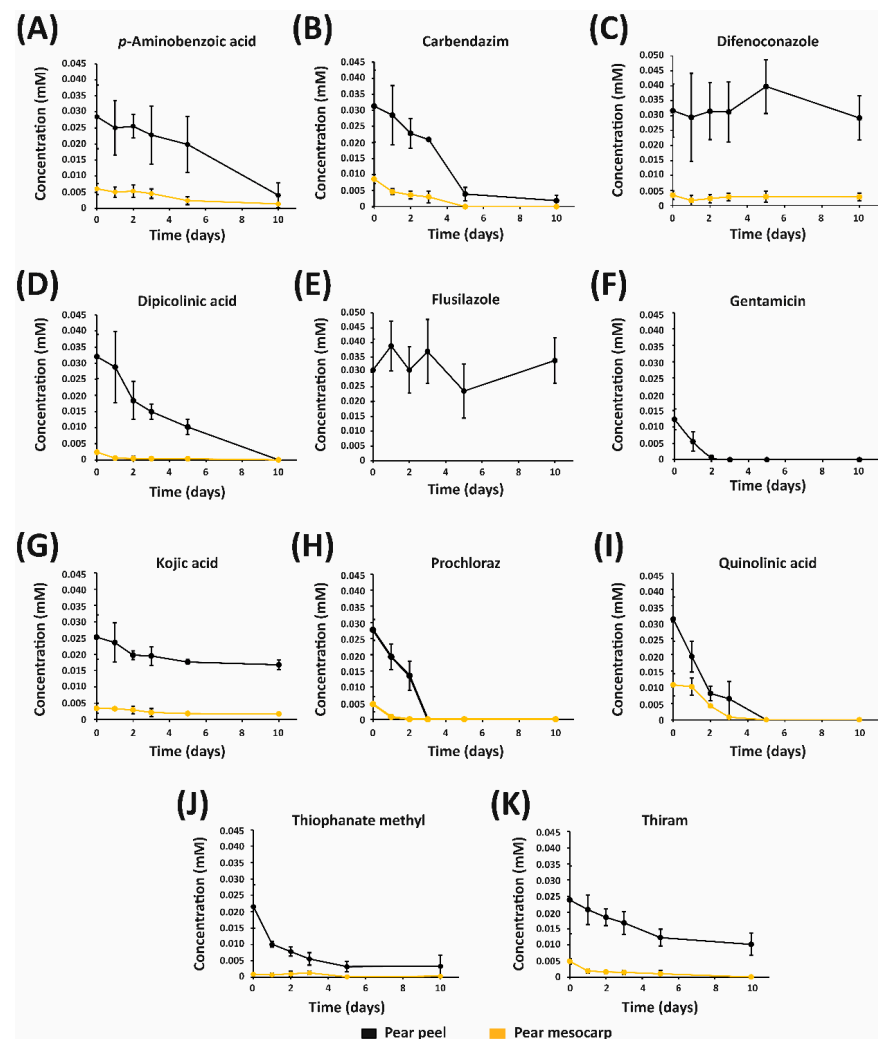 (A)
p-Aminobenzoic acid
Concentration (mM)
0.045
0.040
0.035
0.030
0.025
0.020
0.015
0.010
0.005
0
0 2 4 6 8 10
Time (days)
(B)
Carbendazim
Concentration (mM)
0.045
0.040
0.035
0.030
0.025
0.020
0.015
0.010
0.005
0
0 2 4 6 8 10
Time (days)
(C)
Difenoconazole
Concentration (mM)
0.050
0.045
0.040
0.035
0.030
0.025
0.020
0.015
0.010
0.005
0
0 2 4 6 8 10
Time (days)
(D)
Dipicolinic acid
Concentration (mM)
0.045
0.040
0.035
0.030
0.025
0.020
0.015
0.010
0.005
0
0 2 4 6 8 10
Time (days)
(E)
Flusilazole
Concentration (mM)
0.050
0.045
0.040
0.035
0.030
0.025
0.020
0.015
0.010
0.005
0
0 2 4 6 8 10
Time (days)
(F)
Gentamicin
Concentration (mM)
0.045
0.040
0.035
0.030
0.025
0.020
0.015
0.010
0.005
0
0 2 4 6 8 10
Time (days)
(G)
Kojic acid
Concentration (mM)
0.045
0.040
0.035
0.030
0.025
0.020
0.015
0.010
0.005
0
0 2 4 6 8 10
Time (days)
(H)
Prochloraz
Concentration (mM)
0.045
0.040
0.035
0.030
0.025
0.020
0.015
0.010
0.005
0
0 2 4 6 8 10
Time (days)
(I)
Quinolinic acid
Concentration (mM)
0.045
0.040
0.035
0.030
0.025
0.020
0.015
0.010
0.005
0
0 2 4 6 8 10
Time (days)
(J)
Thiophanate methyl
Concentration (mM)
0.045
0.040
0.035
0.030
0.025
0.020
0.015
0.010
0.005
0
0 2 4 6 8 10
Time (days)
(K)
Thiram
Concentration (mM)
0.045
0.040
0.035
0.030
0.025
0.020
0.015
0.010
0.005
0
0 2 4 6 8 10
Time (days)
Pear peel Pear mesocarp